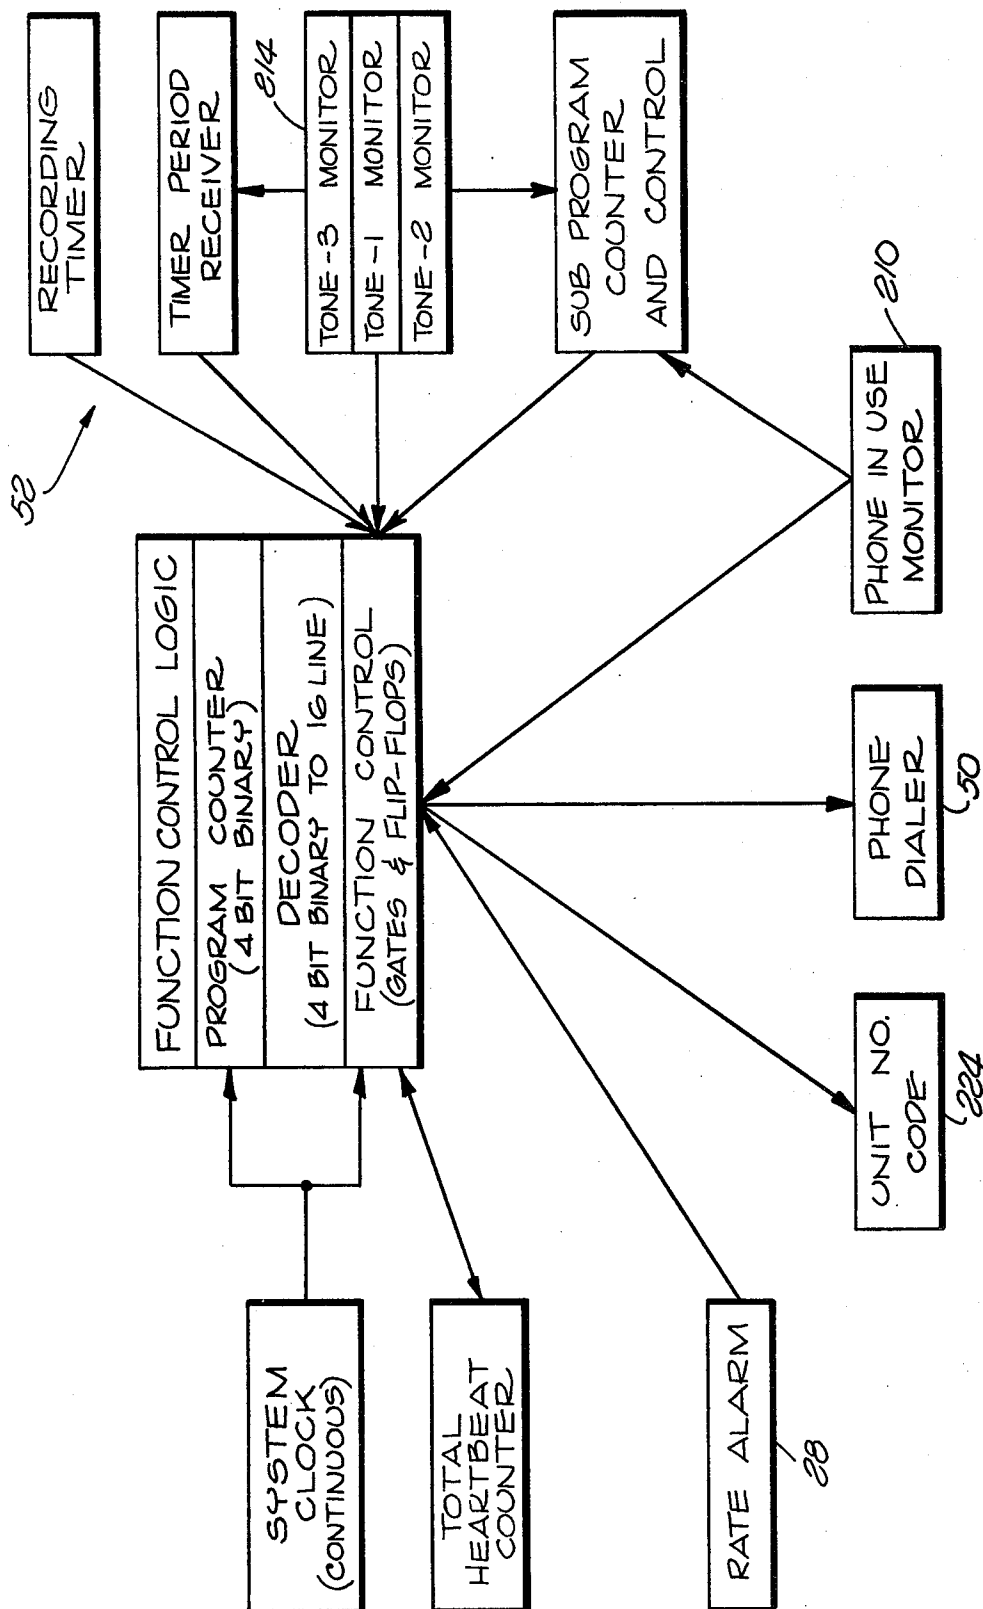 SYSTEM
CLOCK
(CONTINUOUS)
TOTAL
HEARTBEAT
COUNTER
RATE ALARM
28
FUNCTION CONTROL LOGIC
PROGRAM COUNTER
(4 BIT BINARY)
DECODER
(4 BIT BINARY TO 16 LINE)
FUNCTION CONTROL
(GATES & FLIP-FLOPS)
UNIT NO.
CODE
224
PHONE
DIALER
50
PHONE IN USE
MONITOR
210
52
RECORDING
TIMER
TIMER PERIOD
RECEIVER
214
TONE-3 MONITOR
TONE-1 MONITOR
TONE-2 MONITOR
SUB PROGRAM
COUNTER
AND CONTROL